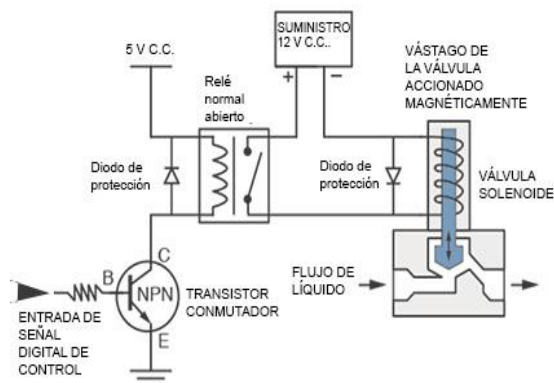 5 V C.C.
SUMINISTRO
12 V C.C..
+
−
VÁSTAGO DE
LA VÁLVULA
ACCIONADO
MAGNÉTICAMENTE
Relé
normal
abierto
Diodo de
protección
Diodo de
protección
VÁLVULA
SOLENOIDE
C
B
NPN
E
TRANSISTOR
CONMUTADOR
FLUJO DE
LÍQUIDO
ENTRADA DE
SEÑAL
DIGITAL DE
CONTROL